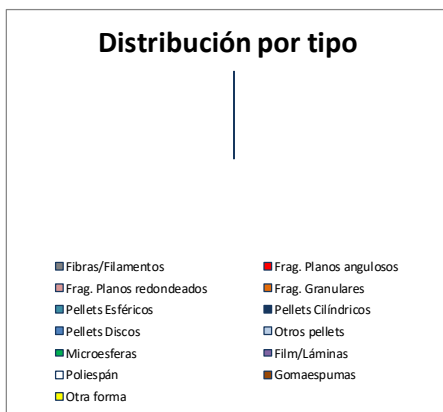 Distribución por tipo
Fibras/Filamentos
Frag. Planos angulosos
Frag. Planos redondeados
Frag. Granulares
Pellets Esféricos
Pellets Cilíndricos
Pellets Discos
Otros pellets
Microesferas
Film/Láminas
Poliespán
Gomaespumas
Otra forma